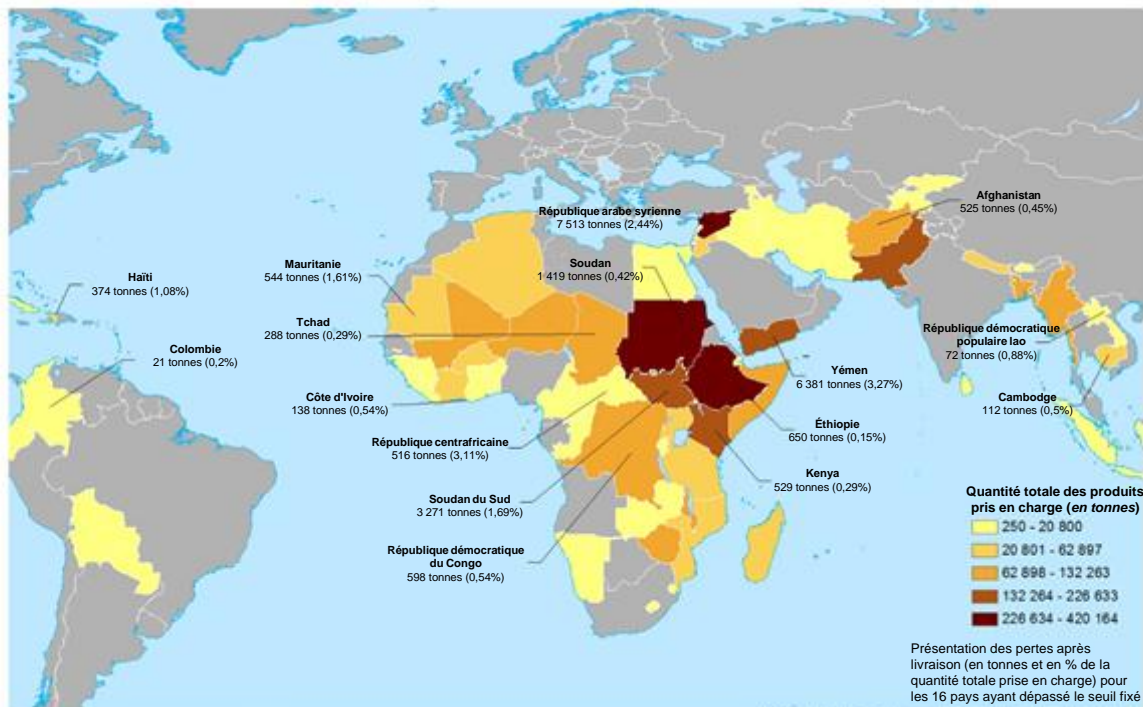 Afghanistan
525 tonnes (0,45%)
République arabe syrienne
7 513 tonnes (2,44%)
Mauritanie
544 tonnes (1,61%)
Soudan
1 419 tonnes (0,42%)
Haïti
374 tonnes (1,08%)
Tchad
288 tonnes (0,29%)
République démocratique
populaire lao
72 tonnes (0,88%)
Colombie
21 tonnes (0,2%)
Yémen
6 381 tonnes (3,27%)
Côte d'Ivoire
138 tonnes (0,54%)
Cambodge
112 tonnes (0,5%)
Éthiopie
650 tonnes (0,15%)
République centrafricaine
516 tonnes (3,11%)
Kenya
529 tonnes (0,29%)
Soudan du Sud
3 271 tonnes (1,69%)
République démocratique
du Congo
598 tonnes (0,54%)
Quantité totale des produits
pris en charge (en tonnes)
250 - 20 800
20 801 - 62 897
62 898 - 132 263
132 264 - 226 633
226 634 - 420 164
Présentation des pertes après
livraison (en tonnes et en % de la
quantité totale prise en charge) pour
les 16 pays ayant dépassé le seuil fixé